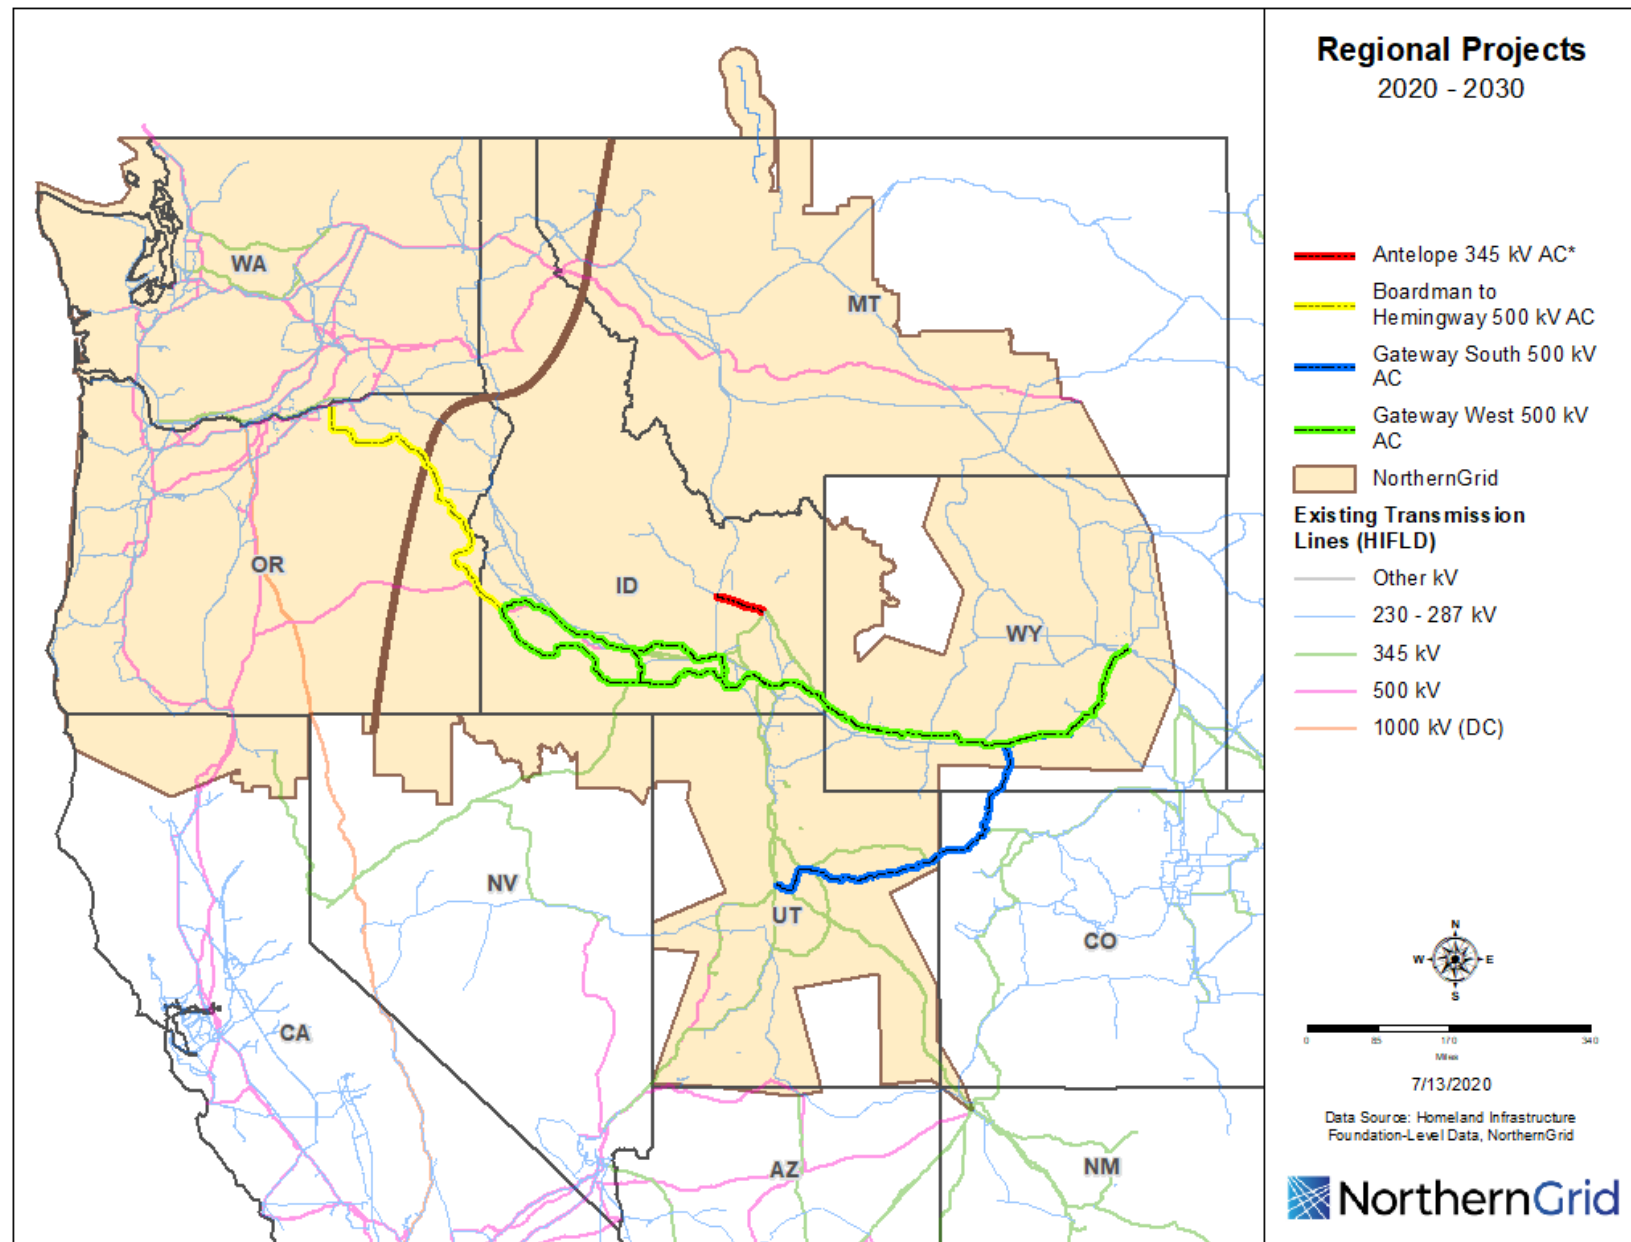 Regional Projects
2020 - 2030
Antelope 345 kV AC*
Boardman to
Hemingway 500 kV AC
Gateway South 500 kV
AC
Gateway West 500 kV
AC
NorthernGrid
Existing Transmission
Lines (HIFLD)
Other kV
230 - 287 kV
345 kV
500 kV
1000 kV (DC)
N
W
E
S
0
85
170
340
Miles
7/13/2020
Data Source: Homeland Infrastructure
Foundation-Level Data, NorthernGrid
NorthernGrid
WA
MT
OR
ID
WY
NV
UT
CO
CA
AZ
NM